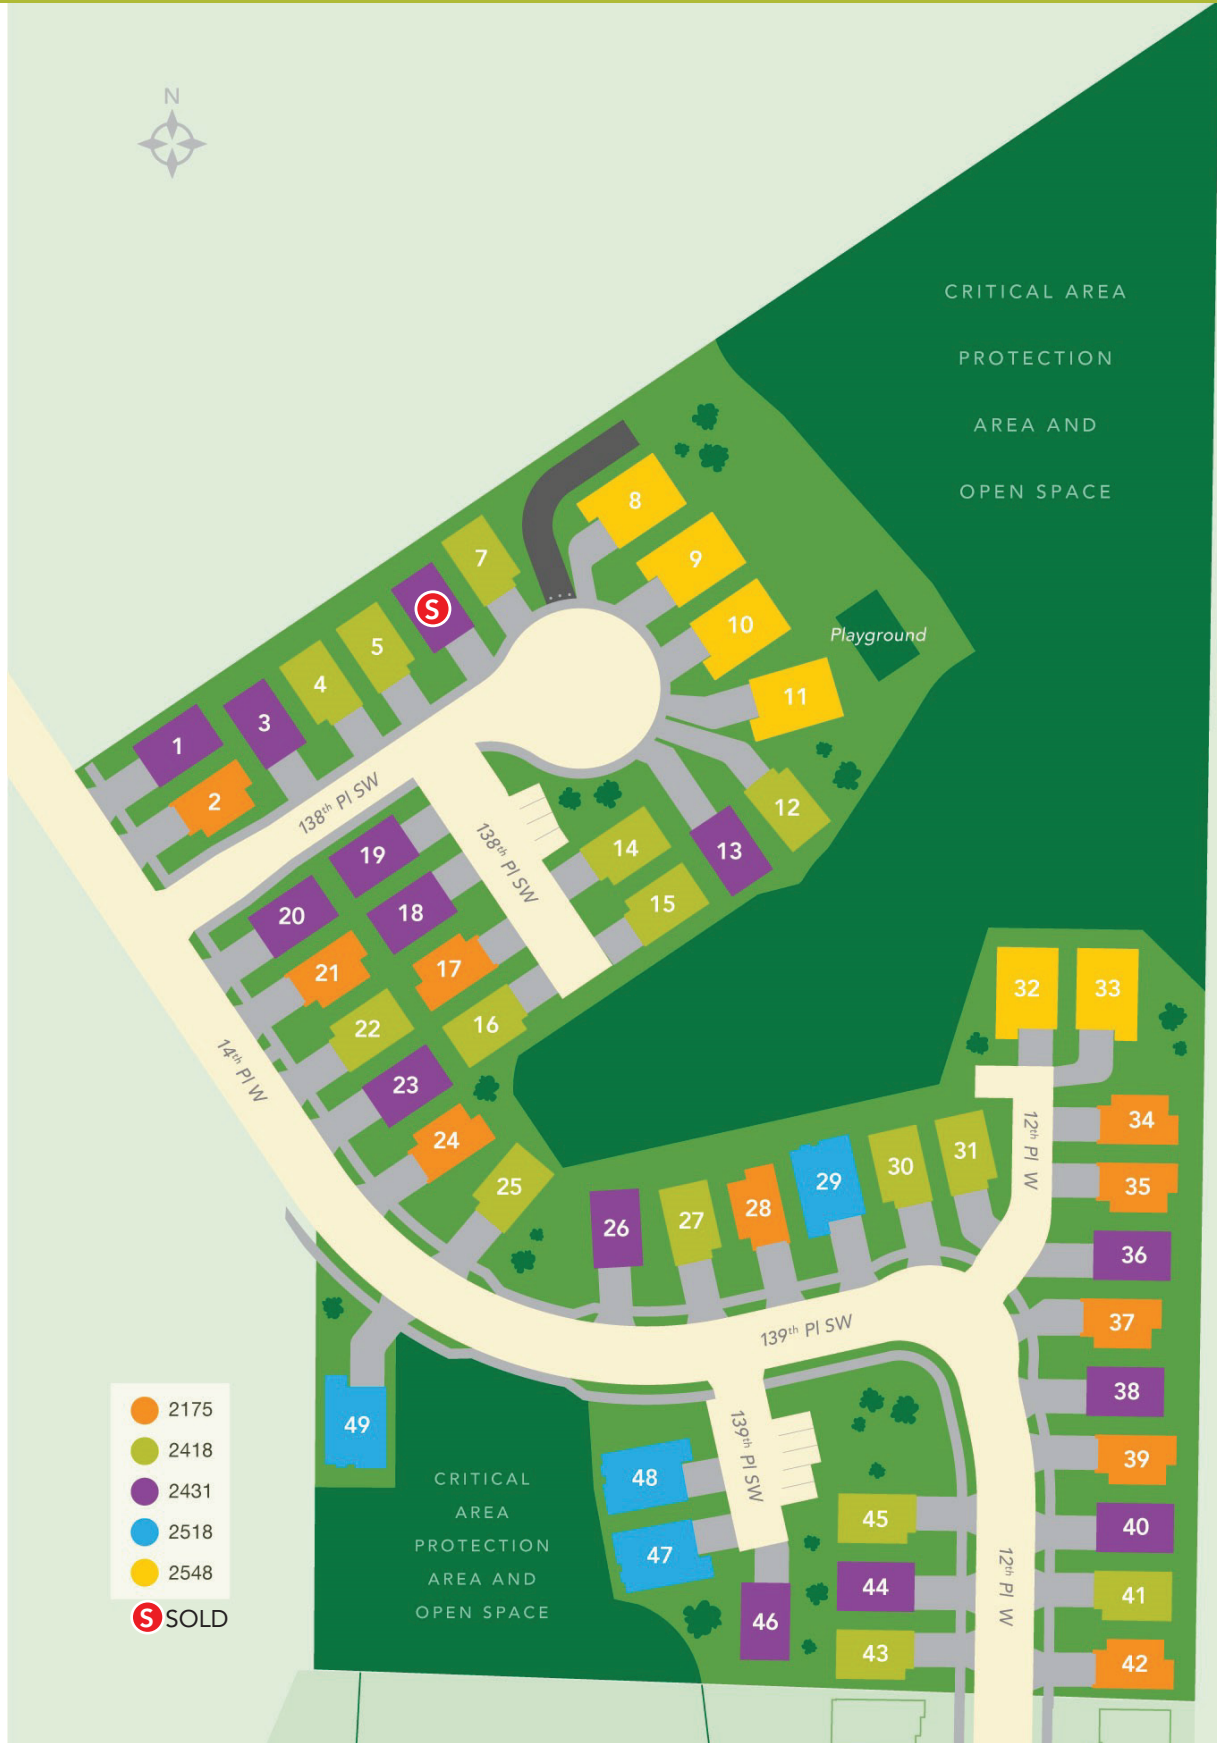 N
CRITICAL AREA
PROTECTION
AREA AND
OPEN SPACE
8
7
9
S
10
Playground
5
4
11
3
1
2
138th Pl SW
12
138th Pl SW
14
13
19
15
18
20
17
21
16
22
32
33
14th Pl W
23
34
12th Pl W
24
31
30
25
29
35
28
27
26
36
37
139th Pl SW
38
49
139th Pl SW
39
48
45
40
47
12th Pl W
44
41
46
43
42
CRITICAL
AREA
PROTECTION
AREA AND
OPEN SPACE
2175
2418
2431
2518
2548
S SOLD